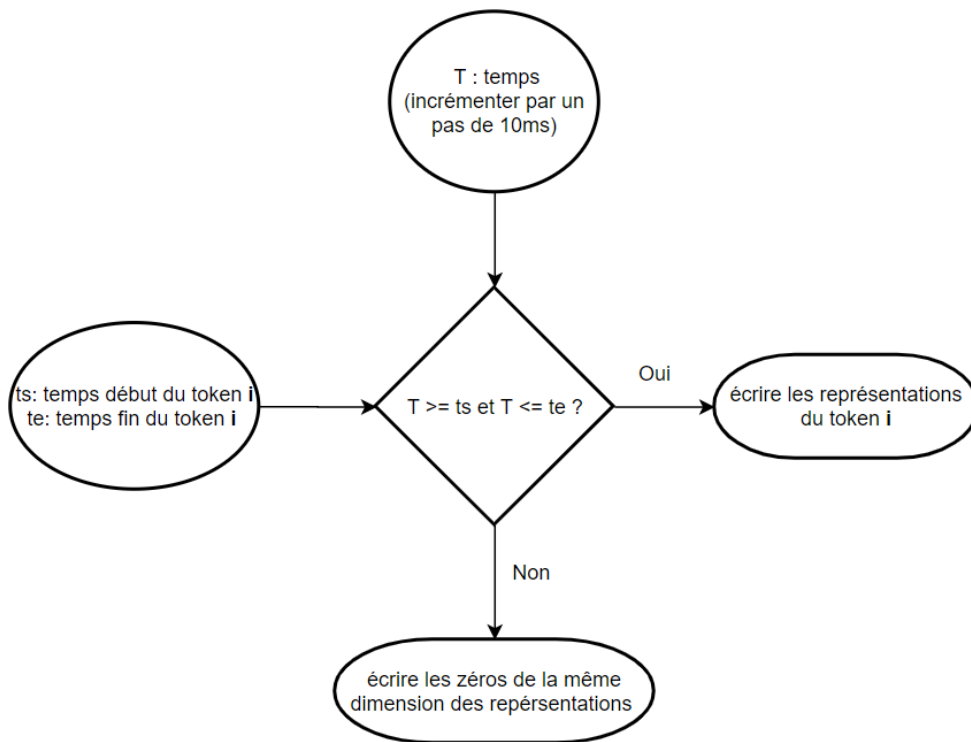 T : temps
(incrémenter par un
pas de 10ms)
ts: temps début du token i
te: temps fin du token i
T >= ts et T <= te ?
Oui
écrire les représentations
du token i
Non
écrire les zéros de la même
dimension des repérsentations